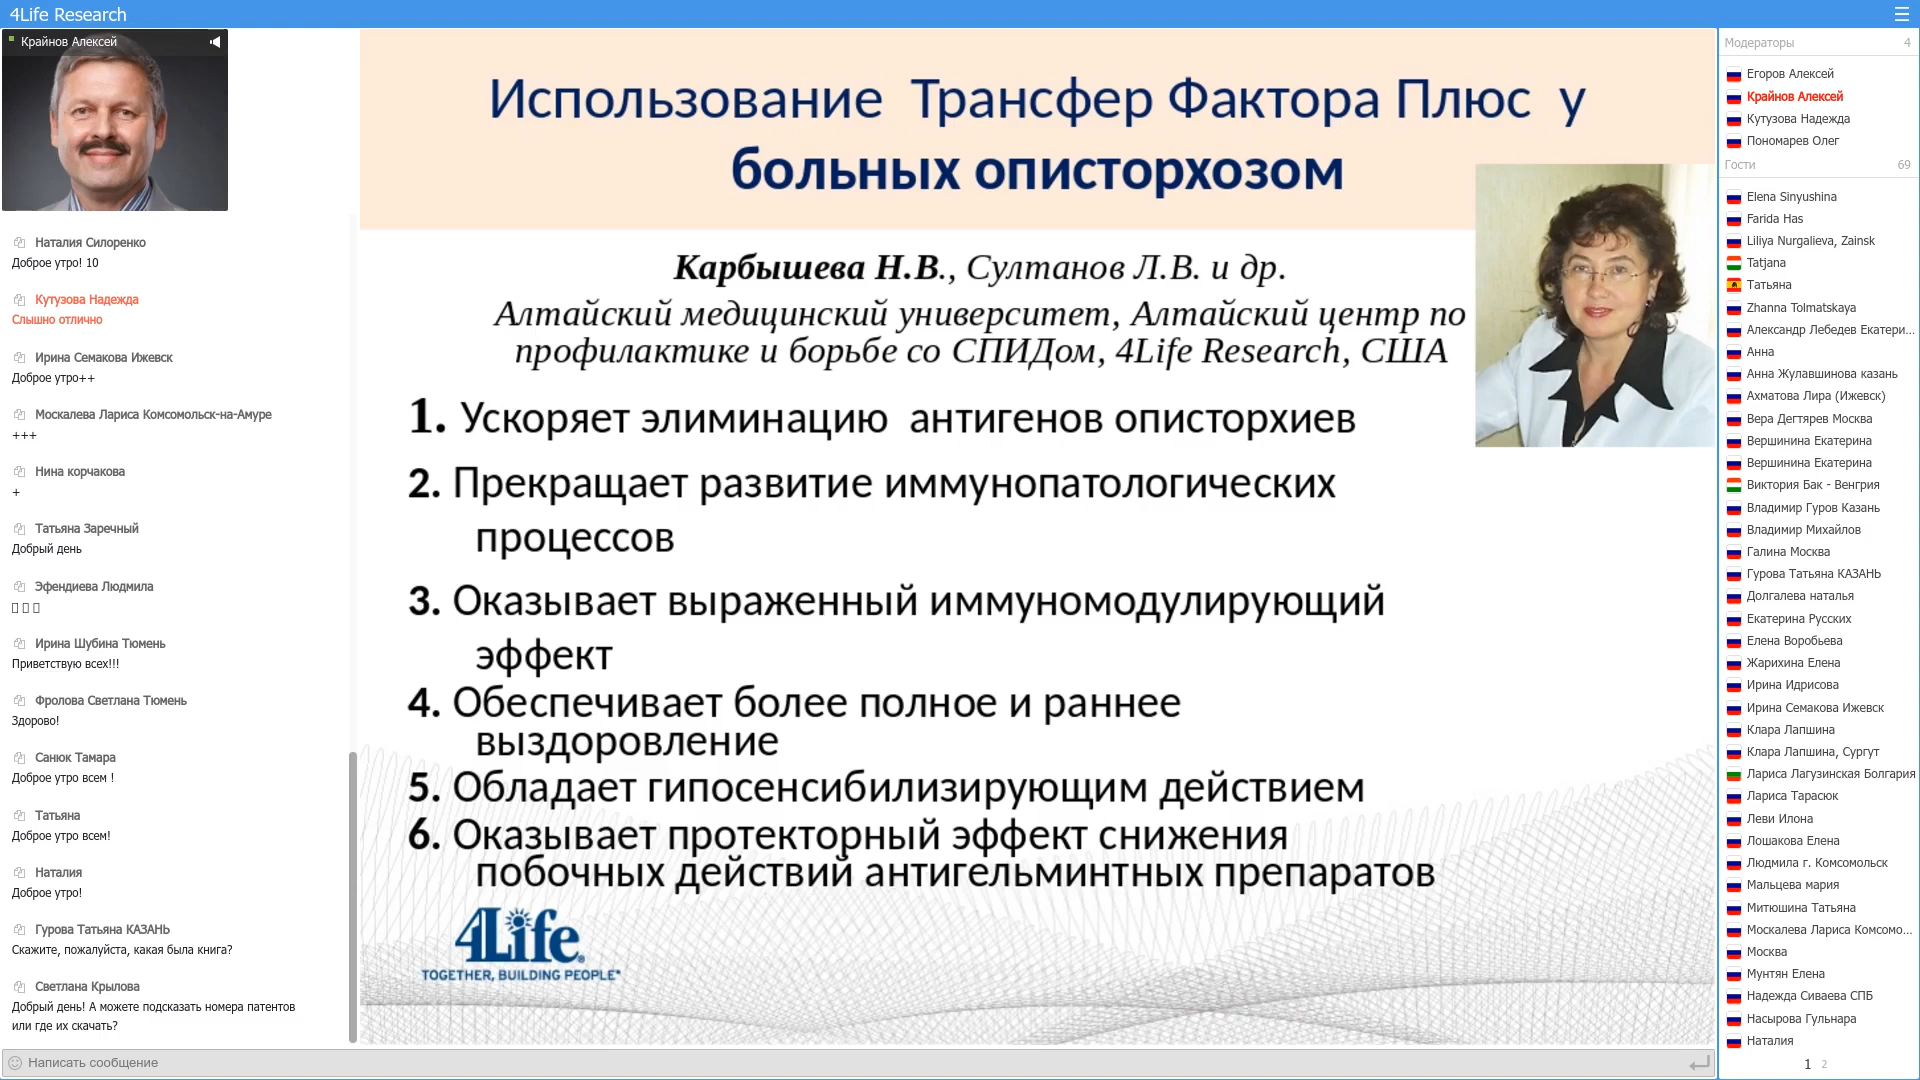 4Life Research
Крайнов Алексей
Наталия Силоренко
Доброе утро! 10
Кутузова Надежда
Слышно отлично
Ирина Семакова Ижевск
Доброе утро++
Москалева Лариса Комсомольск-на-Амуре
+++
Нина корчакова
+
Татьяна Заречный
Добрый день
Эфендиева Людмила
Ирина Шубина Тюмень
Приветствую всех!!!
Фролова Светлана Тюмень
Здорово!
Санюк Тамара
Доброе утро всем !
Татьяна
Доброе утро всем!
Наталия
Доброе утро!
Гурова Татьяна КАЗАНЬ
Скажите, пожалуйста, какая была книга?
Светлана Крылова
Добрый день! А можете подсказать номера патентов
или где их скачать?
Написать сообщение
Использование Трансфер Фактора Плюс у
больных описторхозом
Карбышева Н.В., Султанов Л.В. и др.
Алтайский медицинский университет, Алтайский центр по
профилактике и борьбе со СПИДом, 4Life Research, США
1. Ускоряет элиминацию антигенов описторхиев
2. Прекращает развитие иммунопатологических
процессов
3. Оказывает выраженный иммуномодулирующий
эффект
4. Обеспечивает более полное и раннее
выздоровление
5. Обладает гипосенсибилизирующим действием
6. Оказывает протекторный эффект снижения
побочных действий антигельминтных препаратов
4Life®
TOGETHER, BUILDING PEOPLE™
Модераторы 4
Егоров Алексей
Крайнов Алексей
Кутузова Надежда
Пономарев Олег
Гости 69
Elena Sinyushina
Farida Has
Liliya Nurgalieva, Zainsk
Tatjana
Татьяна
Zhanna Tolmatskaya
Александр Лебедев Екатери...
Анна
Анна Жулавшинова казань
Ахматова Лира (Ижевск)
Вера Дегтярев Москва
Вершинина Екатерина
Вершинина Екатерина
Виктория Бак - Венгрия
Владимир Гуров Казань
Владимир Михайлов
Галина Москва
Гурова Татьяна КАЗАНЬ
Долгалева наталья
Екатерина Русских
Елена Воробьева
Жарихина Елена
Ирина Идрисова
Ирина Семакова Ижевск
Клара Лапшина
Клара Лапшина, Сургут
Лариса Лагузинская Болгария
Лариса Тарасюк
Леви Илона
Лошакова Елена
Людмила г. Комсомольск
Мальцева мария
Митюшина Татьяна
Москалева Лариса Комсомо...
Москва
Мунтян Елена
Надежда Сиваева СПБ
Насырова Гульнара
Наталия
1 2